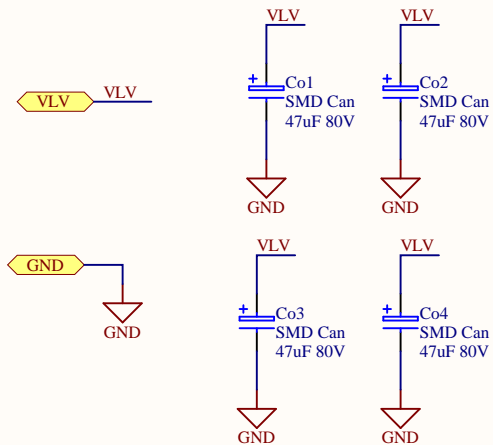 VLV
VLV
VLV
+
Co1
SMD Can
47uF 80V
GND
VLV
+
Co2
SMD Can
47uF 80V
GND
GND
GND
VLV
+
Co3
SMD Can
47uF 80V
GND
VLV
+
Co4
SMD Can
47uF 80V
GND